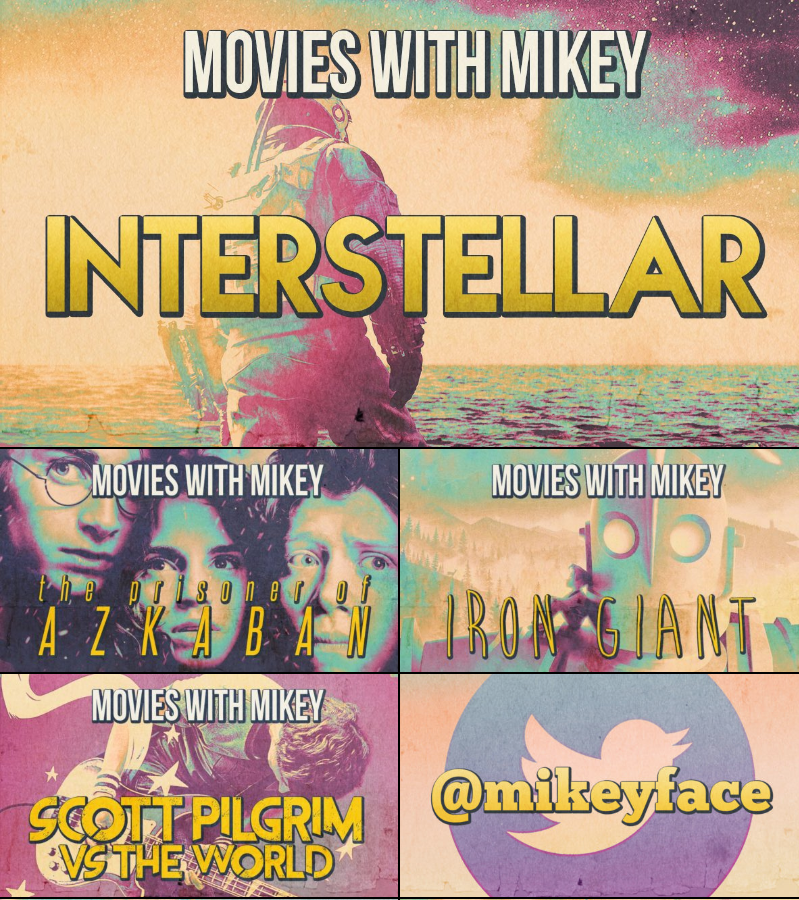 MOVIES WITH MIKEY
INTERSTELLAR
MOVIES WITH MIKEY
the prisoner of
AZKABAN
MOVIES WITH MIKEY
IRON GIANT
MOVIES WITH MIKEY
SCOTT PILGRIM
VS THE WORLD
@mikeyface